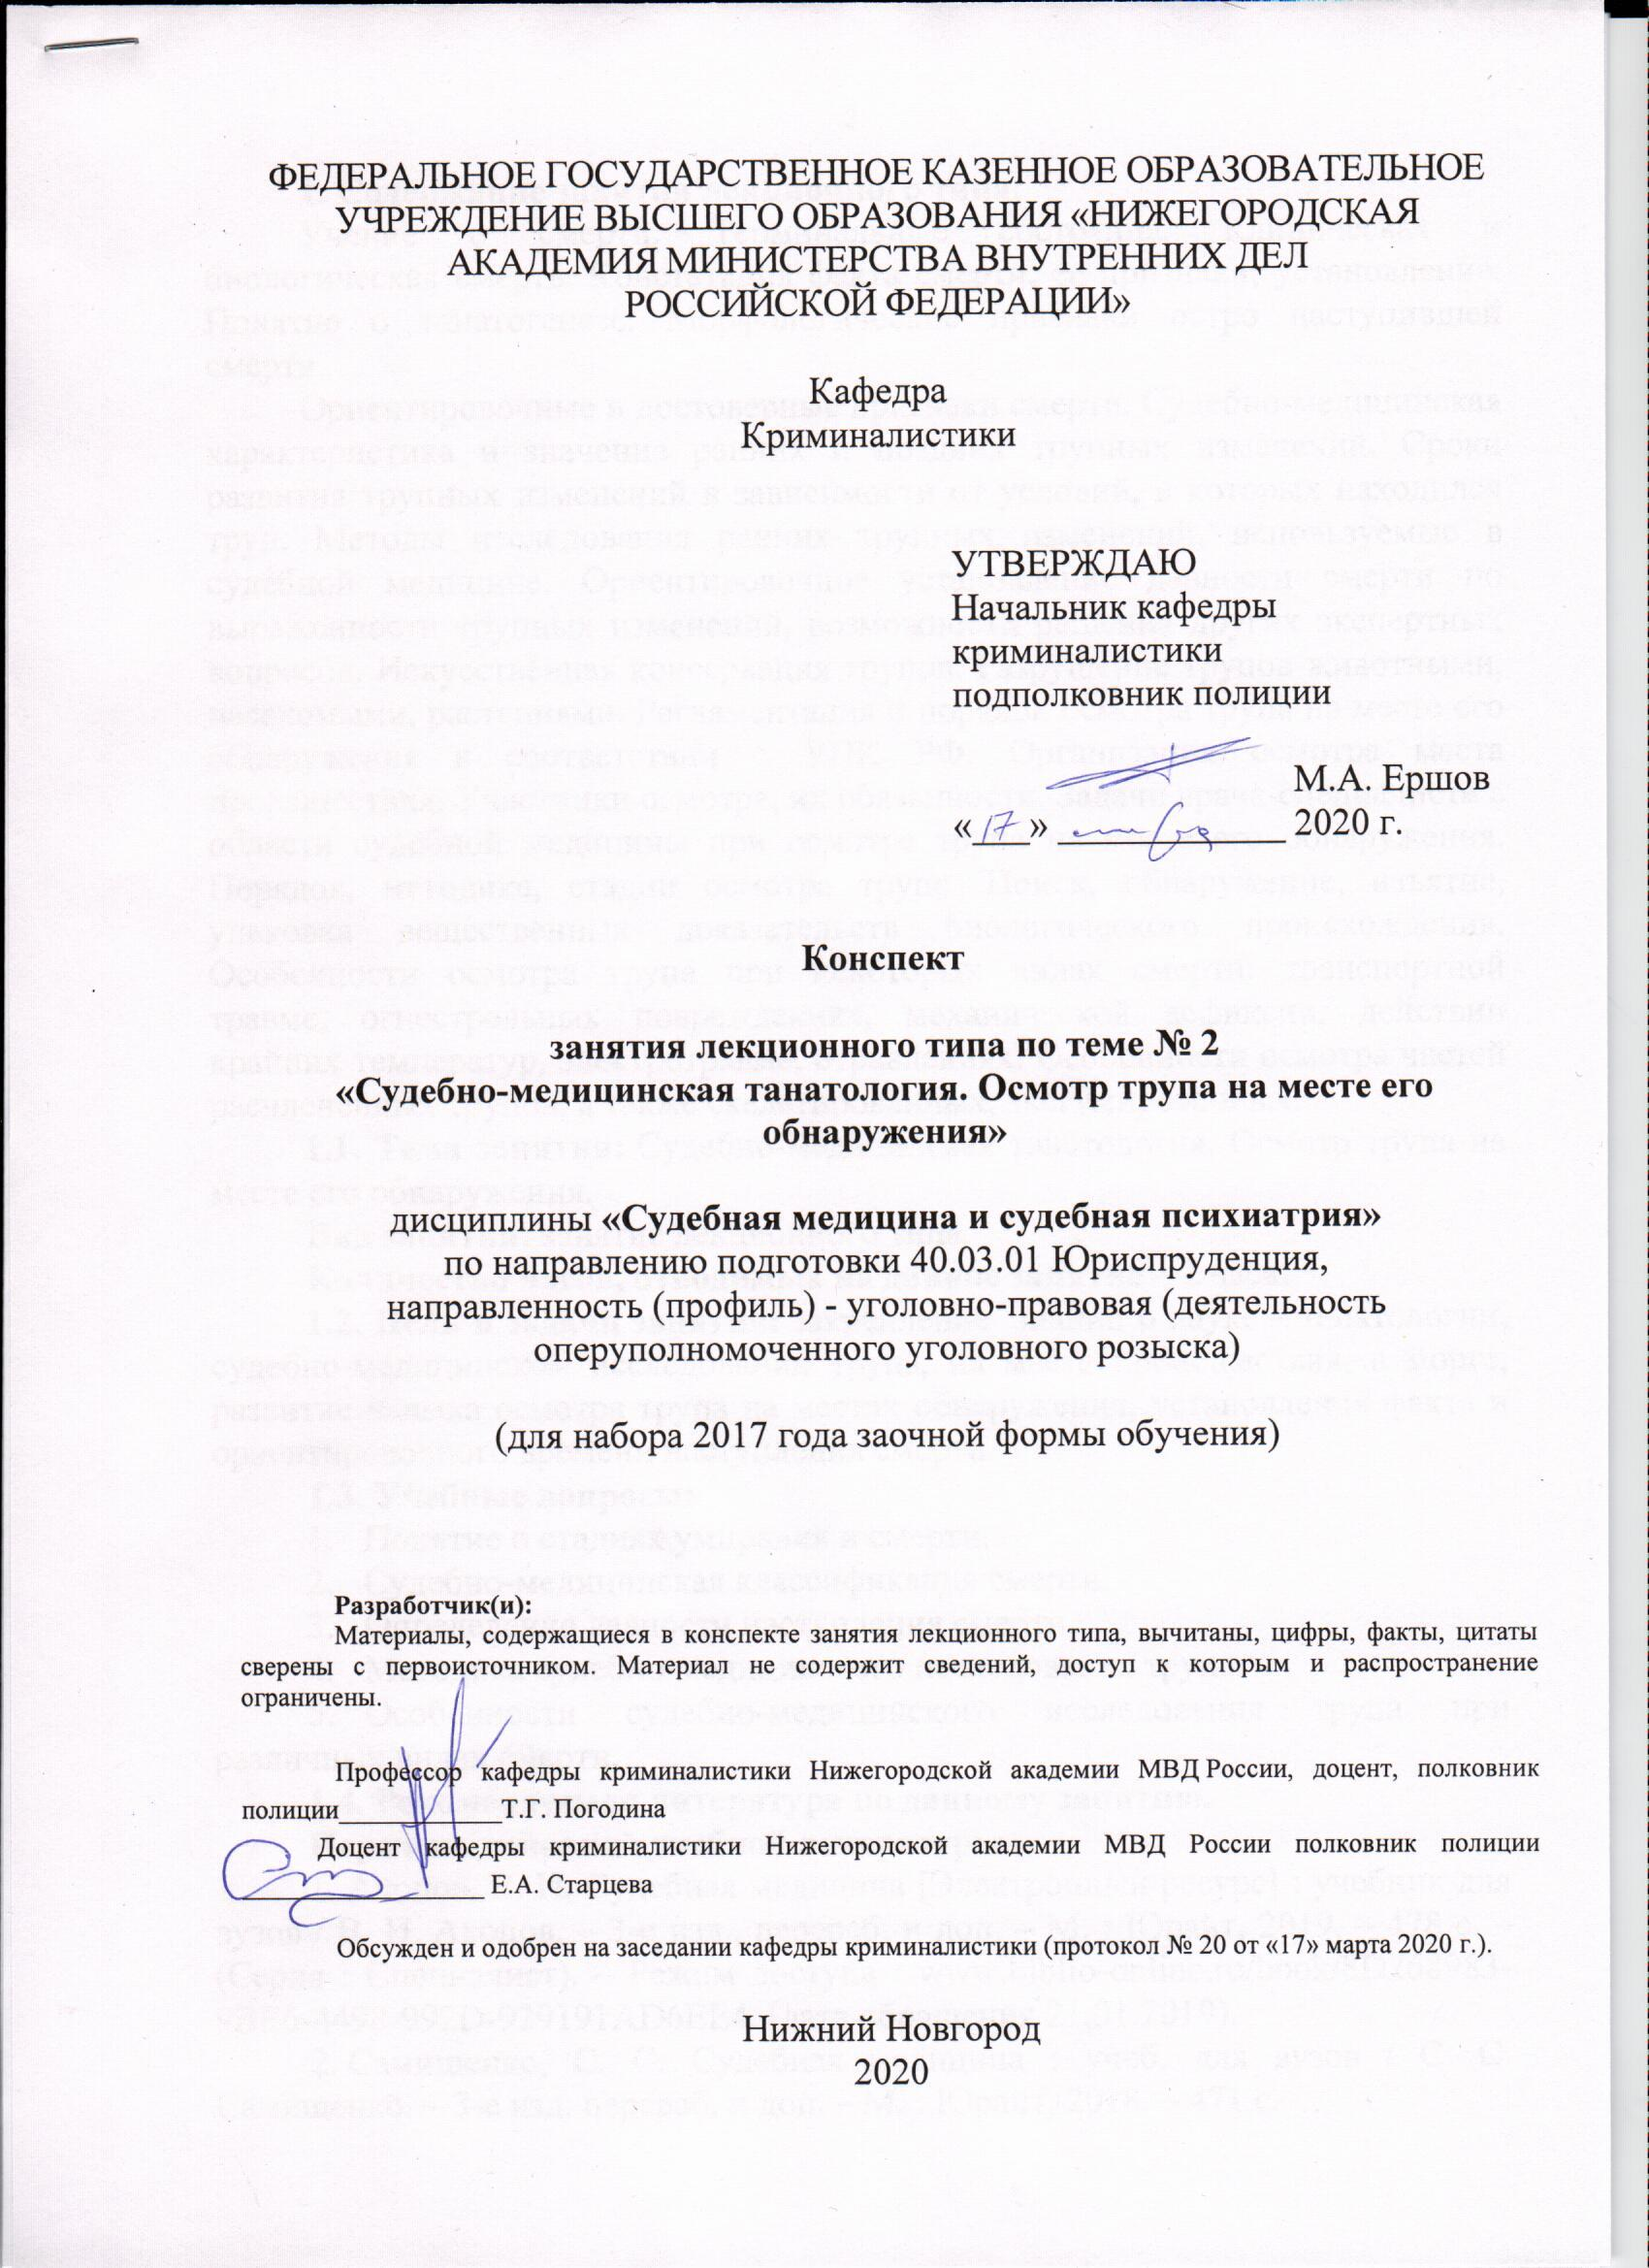 ФЕДЕРАЛЬНОЕ ГОСУДАРСТВЕННОЕ КАЗЕННОЕ ОБРАЗОВАТЕЛЬНОЕ
УЧРЕЖДЕНИЕ ВЫСШЕГО ОБРАЗОВАНИЯ «НИЖЕГОРОДСКАЯ
АКАДЕМИЯ МИНИСТЕРСТВА ВНУТРЕННИХ ДЕЛ
РОССИЙСКОЙ ФЕДЕРАЦИИ»
Кафедра
Криминалистики
УТВЕРЖДАЮ
Начальник кафедры
криминалистики
подполковник полиции
М.А. Ершов
«17» 2020 г.
Конспект
занятия лекционного типа по теме № 2
«Судебно-медицинская танатология. Осмотр трупа на месте его
обнаружения»
дисциплины «Судебная медицина и судебная психиатрия»
по направлению подготовки 40.03.01 Юриспруденция,
направленность (профиль) - уголовно-правовая (деятельность
оперуполномоченного уголовного розыска)
(для набора 2017 года заочной формы обучения)
Разработчик(и):
Материалы, содержащиеся в конспекте занятия лекционного типа, вычитаны, цифры, факты, цитаты
сверены с первоисточником. Материал не содержит сведений, доступ к которым и распространение
ограничены.
Профессор кафедры криминалистики Нижегородской академии МВД России, доцент, полковник
полиции____________Т.Г. Погодина
Доцент кафедры криминалистики Нижегородской академии МВД России полковник полиции
__________________ Е.А. Старцева
Обсужден и одобрен на заседании кафедры криминалистики (протокол № 20 от «17» марта 2020 г.).
Нижний Новгород
2020